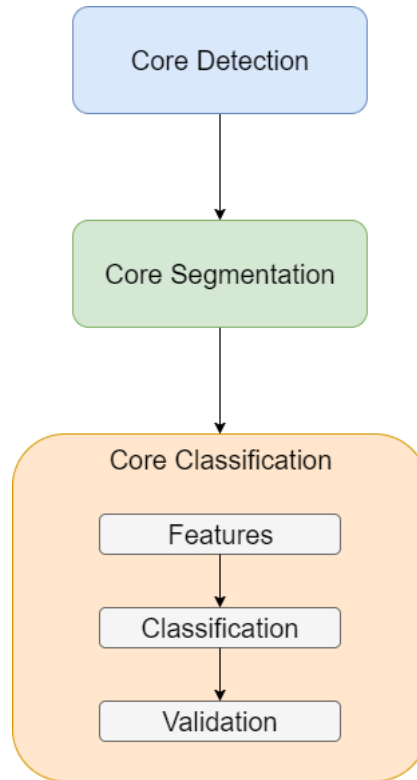 Core Detection
Core Segmentation
Core Classification
Features
Classification
Validation